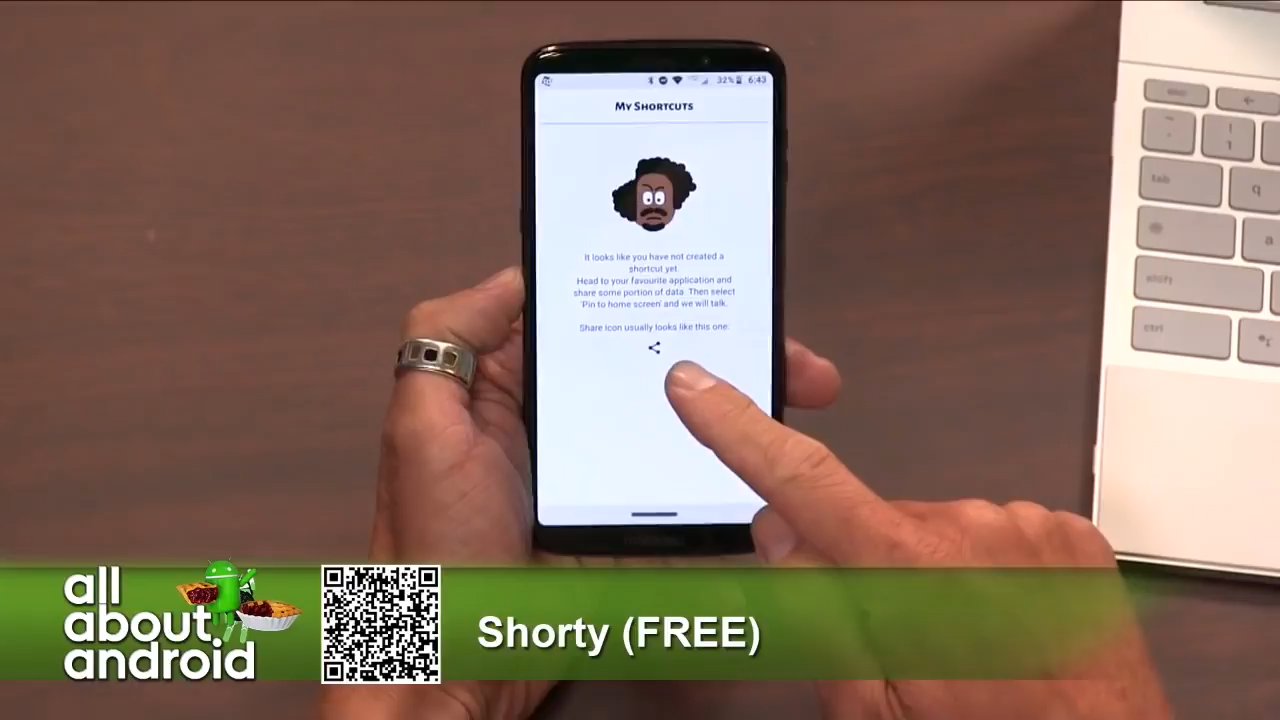 32% 6:43
My Shortcuts
It looks like you have not created a
shortcut yet.
Head to your favourite application and
share some portion of data. Then select
'Pin to home screen' and we will talk.
Share icon usually looks like this one:
esc
tab
q
a
shift
ctrl
all
about
android
Shorty (FREE)